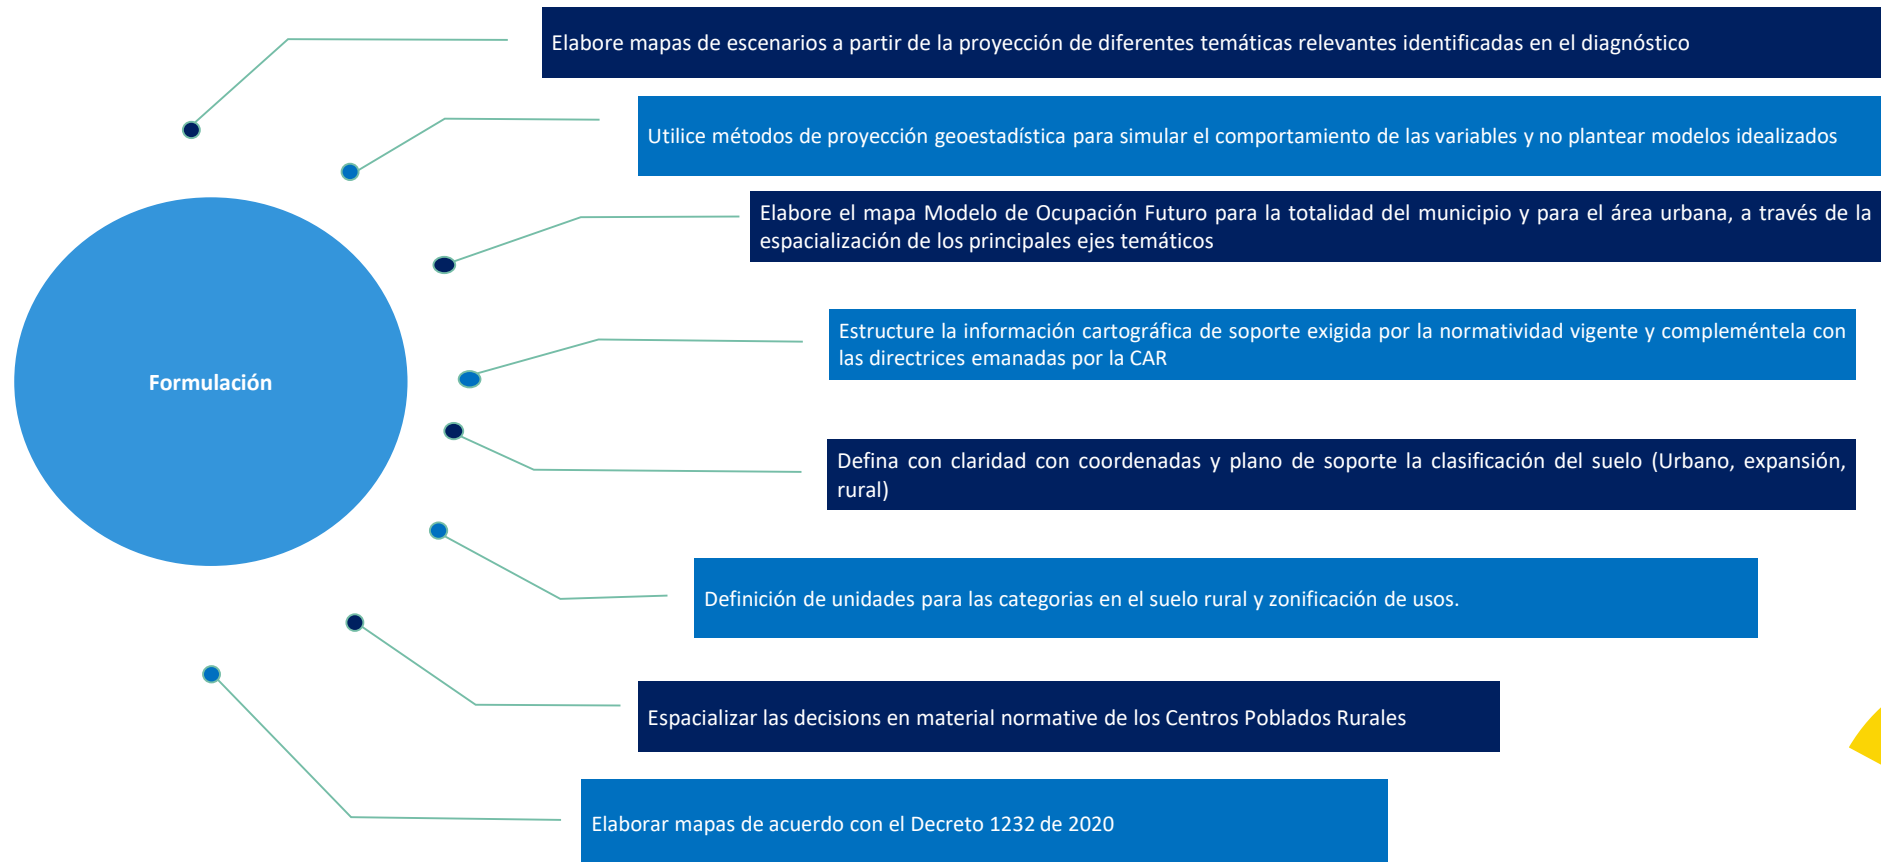 Elabore mapas de escenarios a partir de la proyección de diferentes temáticas relevantes identificadas en el diagnóstico
Utilice métodos de proyección geoestadística para simular el comportamiento de las variables y no plantear modelos idealizados
Elabore el mapa Modelo de Ocupación Futuro para la totalidad del municipio y para el área urbana, a través de la
espacialización de los principales ejes temáticos
Estructure la información cartográfica de soporte exigida por la normatividad vigente y compleméntela con
las directrices emanadas por la CAR
Formulación
Defina con claridad con coordenadas y plano de soporte la clasificación del suelo (Urbano, expansión,
rural)
Definición de unidades para las categorias en el suelo rural y zonificación de usos.
Espacializar las decisions en material normative de los Centros Poblados Rurales
Elaborar mapas de acuerdo con el Decreto 1232 de 2020